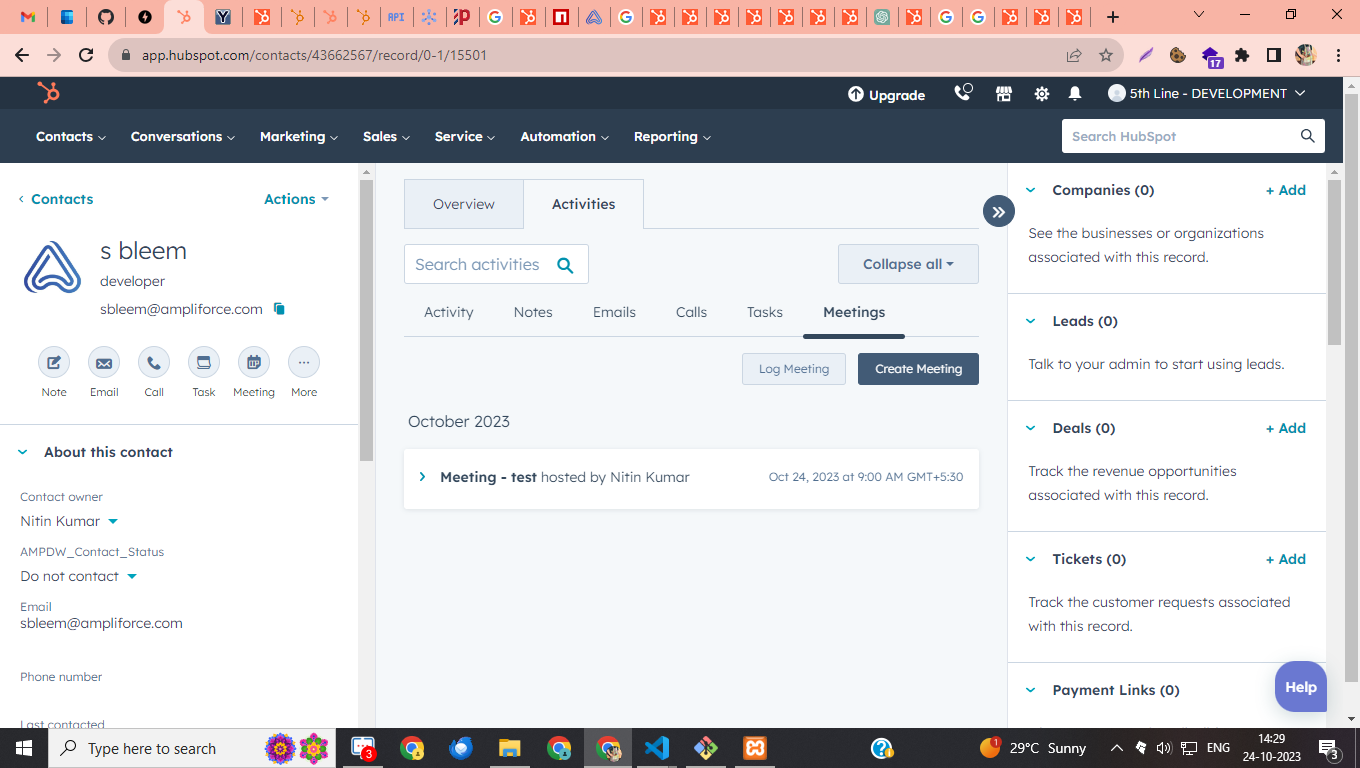 app.hubspot.com/contacts/43662567/record/0-1/15501
17
Upgrade
5th Line - DEVELOPMENT
Contacts
Conversations
Marketing
Sales
Service
Automation
Reporting
Search HubSpot
Contacts
Actions
s bleem
developer
sbleem@ampliforce.com
Note
Email
Call
Task
Meeting
More
About this contact
Contact owner
Nitin Kumar
AMPDW_Contact_Status
Do not contact
Email
sbleem@ampliforce.com
Phone number
Last contacted
Overview
Activities
Search activities
Collapse all
Activity
Notes
Emails
Calls
Tasks
Meetings
Log Meeting
Create Meeting
October 2023
Meeting - test hosted by Nitin Kumar
Oct 24, 2023 at 9:00 AM GMT+5:30
Companies (0)
+ Add
See the businesses or organizations
associated with this record.
Leads (0)
Talk to your admin to start using leads.
Deals (0)
+ Add
Track the revenue opportunities
associated with this record.
Tickets (0)
+ Add
Track the customer requests associated
with this record.
Payment Links (0)
Help
Type here to search
3
1
29°C Sunny
ENG
14:29
24-10-2023
3